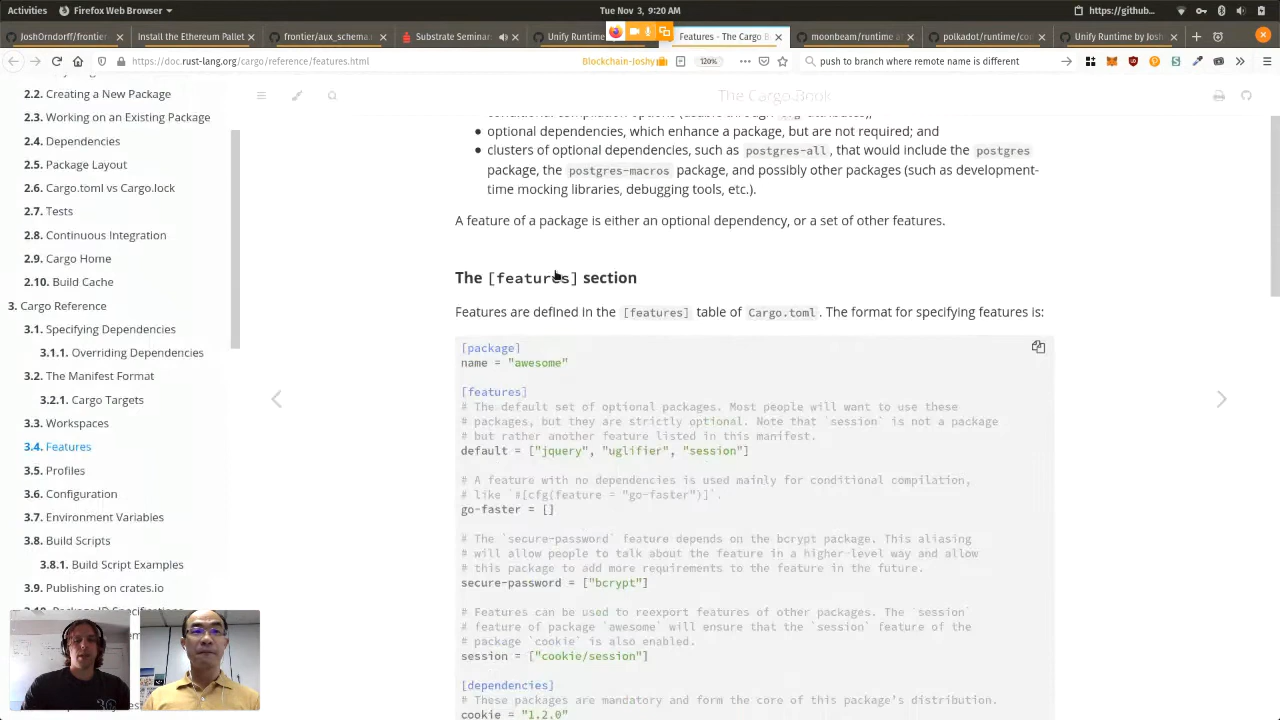 Activities Firefox Web Browser Tue Nov 3, 9:20 AM https://github...
JoshOrndorff/frontier Install the Ethereum Pallet frontier/aux_schema. Substrate Seminar Unify Runtime Features - The Cargo B moonbeam/runtime at polkadot/runtime/co Unify Runtime by Josh
https://doc.rust-lang.org/cargo/reference/features.html Blockchain-Joshy 120% push to branch where remote name is different
2.2. Creating a New Package
2.3. Working on an Existing Package
2.4. Dependencies
2.5. Package Layout
2.6. Cargo.toml vs Cargo.lock
2.7. Tests
2.8. Continuous Integration
2.9. Cargo Home
2.10. Build Cache
3. Cargo Reference
3.1. Specifying Dependencies
3.1.1. Overriding Dependencies
3.2. The Manifest Format
3.2.1. Cargo Targets
3.3. Workspaces
3.4. Features
3.5. Profiles
3.6. Configuration
3.7. Environment Variables
3.8. Build Scripts
3.8.1. Build Script Examples
3.9. Publishing on crates.io
The Cargo Book
conditional compilation options (usable through cfg attributes);
optional dependencies, which enhance a package, but are not required; and
clusters of optional dependencies, such as postgres-all, that would include the postgres
package, the postgres-macros package, and possibly other packages (such as development-
time mocking libraries, debugging tools, etc.).
A feature of a package is either an optional dependency, or a set of other features.
The [features] section
Features are defined in the [features] table of Cargo.toml. The format for specifying features is:
[package]
name = "awesome"
[features]
# The default set of optional packages. Most people will want to use these
# packages, but they are strictly optional. Note that `session` is not a package
# but rather another feature listed in this manifest.
default = ["jquery", "uglifier", "session"]
# A feature with no dependencies is used mainly for conditional compilation,
# like `#[cfg(feature = "go-faster")]`.
go-faster = []
# The `secure-password` feature depends on the bcrypt package. This aliasing
# will allow people to talk about the feature in a higher-level way and allow
# this package to add more requirements to the feature in the future.
secure-password = ["bcrypt"]
# Features can be used to reexport features of other packages. The `session`
# feature of package `awesome` will ensure that the `session` feature of the
# package `cookie` is also enabled.
session = ["cookie/session"]
[dependencies]
# These packages are mandatory and form the core of this package's distribution.
cookie = "1.2.0"